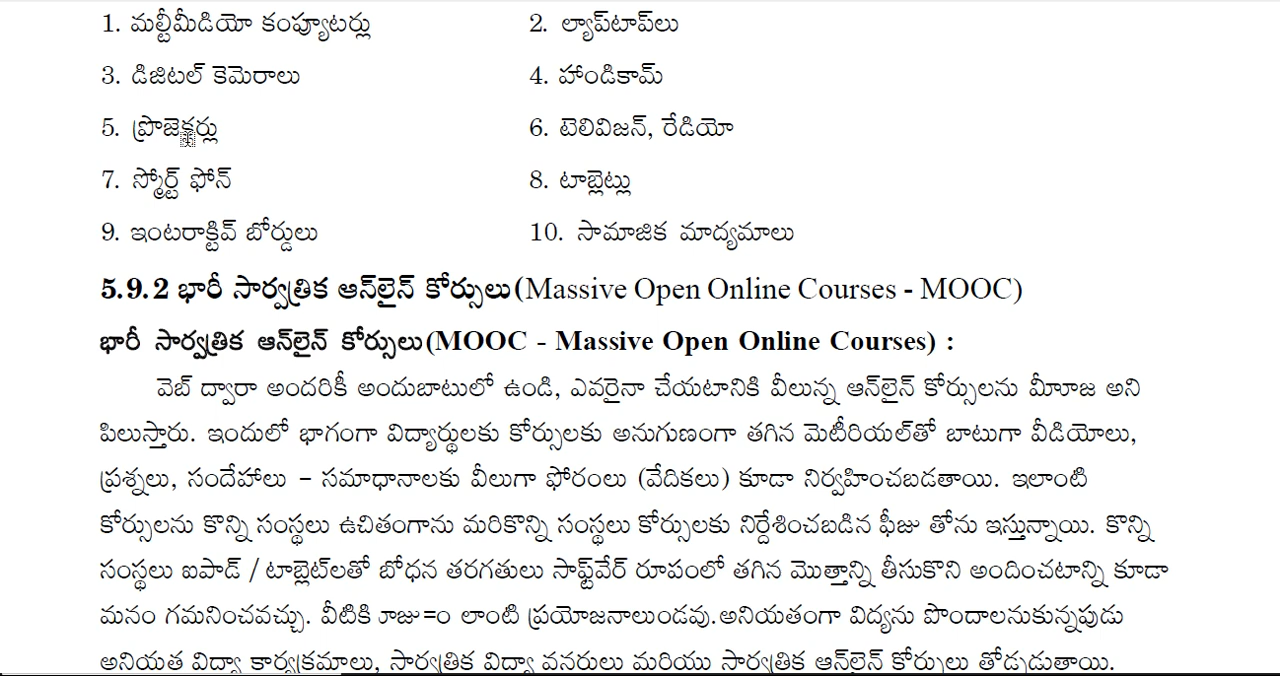 1. మల్టీమీడియో కంప్యూటర్లు 2. ల్యాప్‌టాప్‌లు
3. డిజిటల్ కెమెరాలు 4. హాండికామ్
5. ప్రొజెక్టర్లు 6. టెలివిజన్, రేడియో
7. స్మోర్ట్ ఫోన్ 8. టాబ్లెట్లు
9. ఇంటరాక్టివ్ బోర్డులు 10. సామాజిక మాద్యమాలు
5.9.2 భారీ సార్వత్రిక ఆన్‌లైన్ కోర్సులు(Massive Open Online Courses - MOOC)
భారీ సార్వత్రిక ఆన్‌లైన్ కోర్సులు(MOOC - Massive Open Online Courses) :
వెబ్ ద్వారా అందరికీ అందుబాటులో ఉండి, ఎవరైనా చేయటానికి వీలున్న ఆన్‌లైన్ కోర్సులను అని
పిలుస్తారు. ఇందులో భాగంగా విద్యార్థులకు కోర్సులకు అనుగుణంగా తగిన మెటీరియల్‌తో బాటుగా వీడియోలు,
ప్రశ్నలు, సందేహాలు – సమాధానాలకు వీలుగా ఫోరంలు (వేదికలు) కూడా నిర్వహించబడతాయి. ఇలాంటి
కోర్సులను కొన్ని సంస్థలు ఉచితంగాను మరికొన్ని సంస్థలు కోర్సులకు నిర్దేశించబడిన ఫీజు తోను ఇస్తున్నాయి. కొన్ని
సంస్థలు ఐపాడ్ / టాబ్లెట్‌లతో బోధన తరగతులు సాఫ్ట్‌వేర్ రూపంలో తగిన మొత్తాన్ని తీసుకొని అందించటాన్ని కూడా
మనం గమనించవచ్చు. వీటికి లాంటి ప్రయోజనాలుండవు.అనియతంగా విద్యను పొందాలనుకున్నపుడు
అనియత విద్యా కార్యక్రమాలు, సార్వత్రిక విద్యా వనరులు మరియు సార్వత్రిక ఆన్‌లైన్ కోర్సులు తోడ్పడుతాయి.